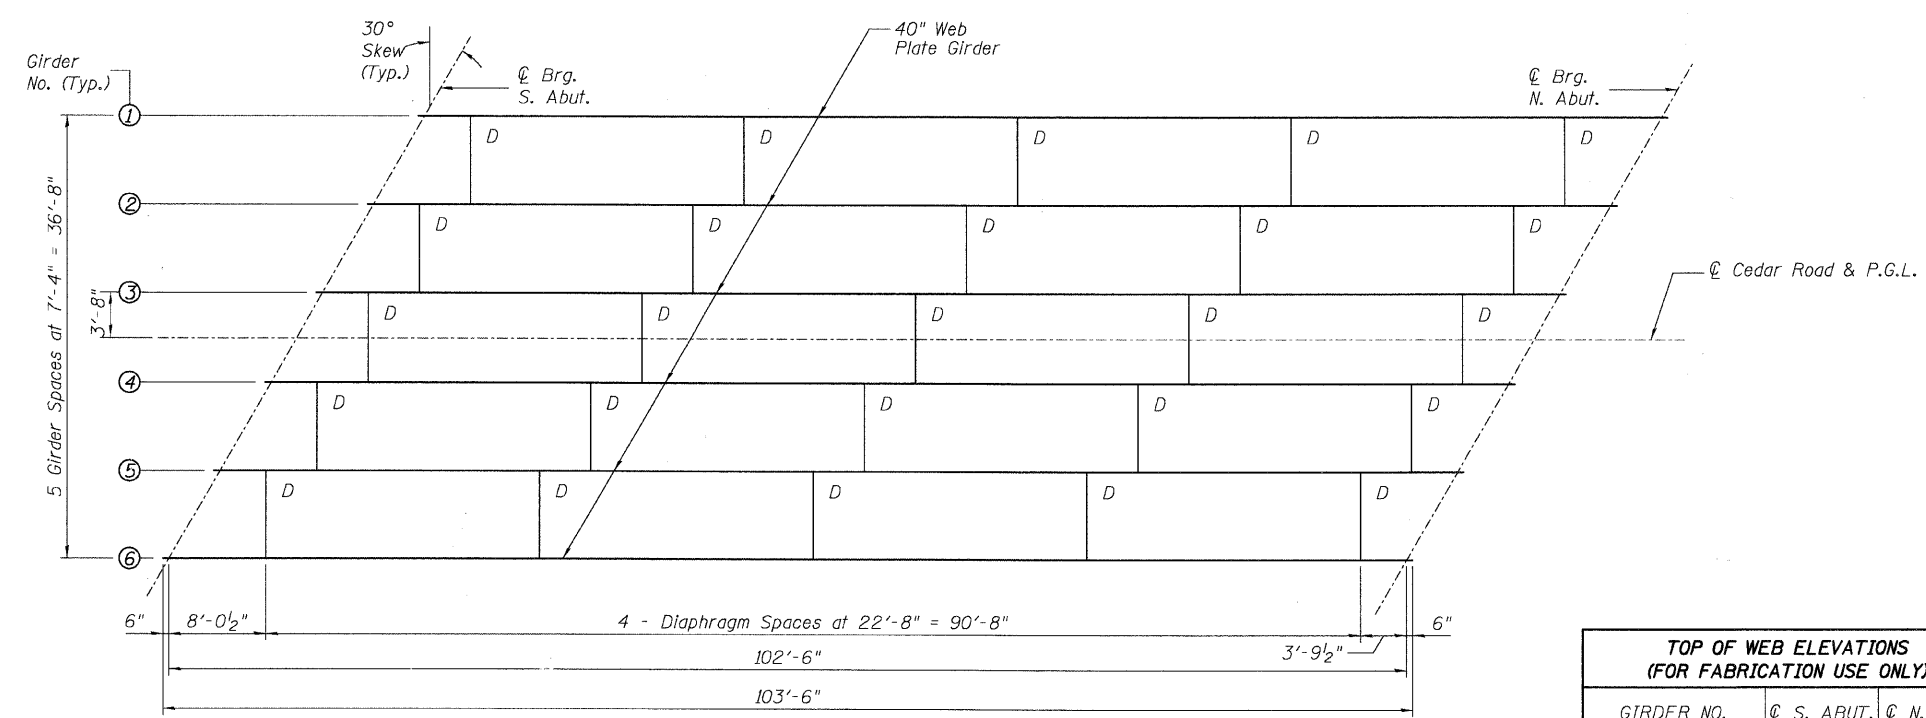 30°
Skew
(Typ.)
40" Web
Plate Girder
Girder
No. (Typ.)
℄ Brg.
S. Abut.
℄ Brg.
N. Abut.
1
D
D
D
D
D
2
D
D
D
D
D
℄ Cedar Road & P.G.L.
3
D
D
D
D
D
3'-8"
5 Girder Spaces at 7'-4" = 36'-8"
4
D
D
D
D
D
5
D
D
D
D
D
6
6"
8'-0½"
4 - Diaphragm Spaces at 22'-8" = 90'-8"
6"
3'-9½"
102'-6"
103'-6"
TOP OF WEB ELEVATIONS
(FOR FABRICATION USE ONLY)
GIRDER NO.
℄ S. ABUT.
℄ N.